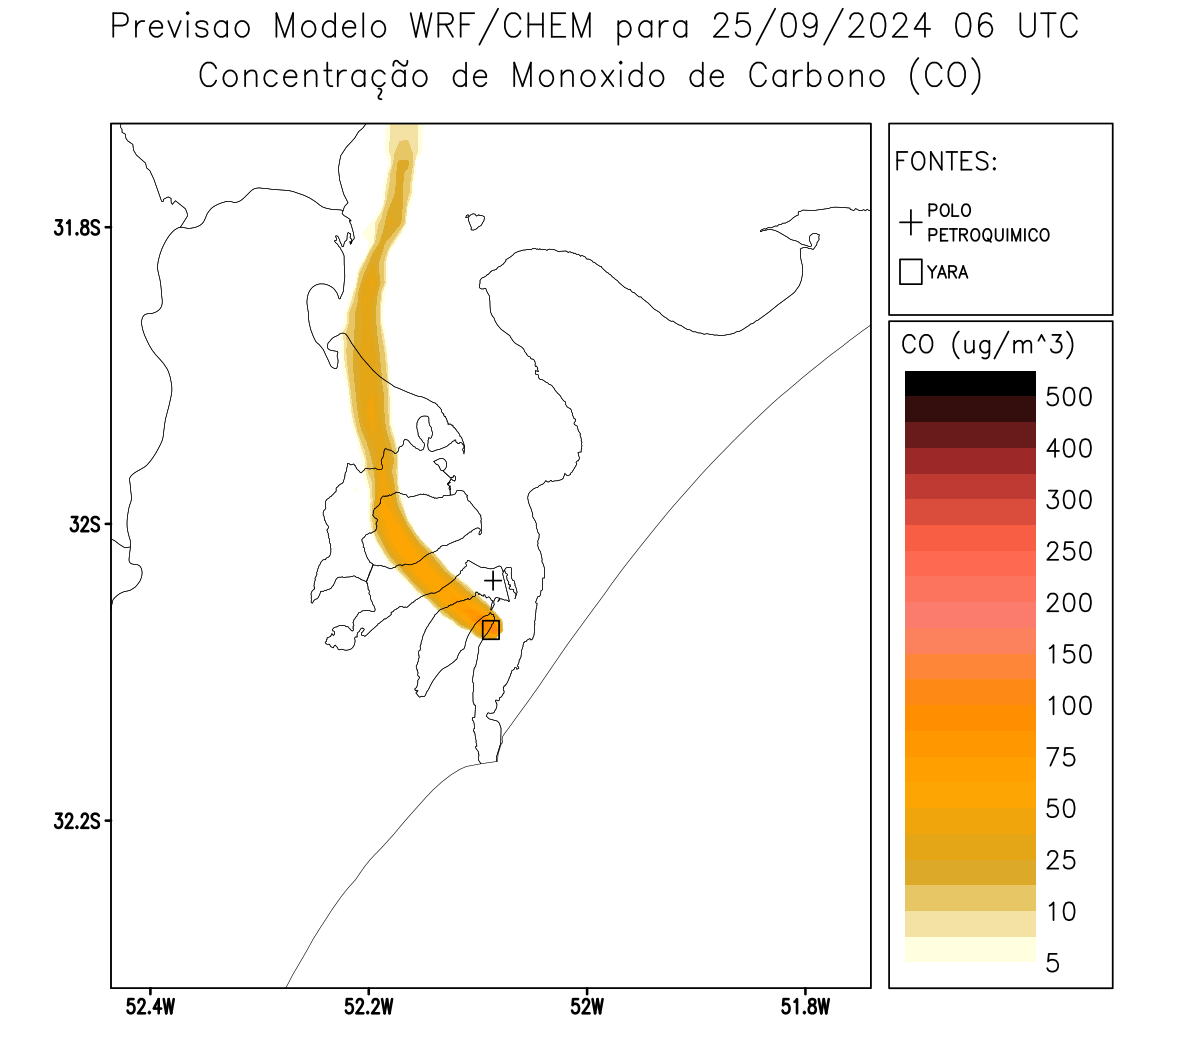 Previsao Modelo WRF/CHEM para 25/09/2024 06 UTC
Concentração de Monoxido de Carbono (CO)
FONTES:
POLO
PETROQUIMICO
YARA
CO (ug/m^3)
500
400
300
250
200
150
100
75
50
25
10
5
31.8S
32S
32.2S
52.4W
52.2W
52W
51.8W